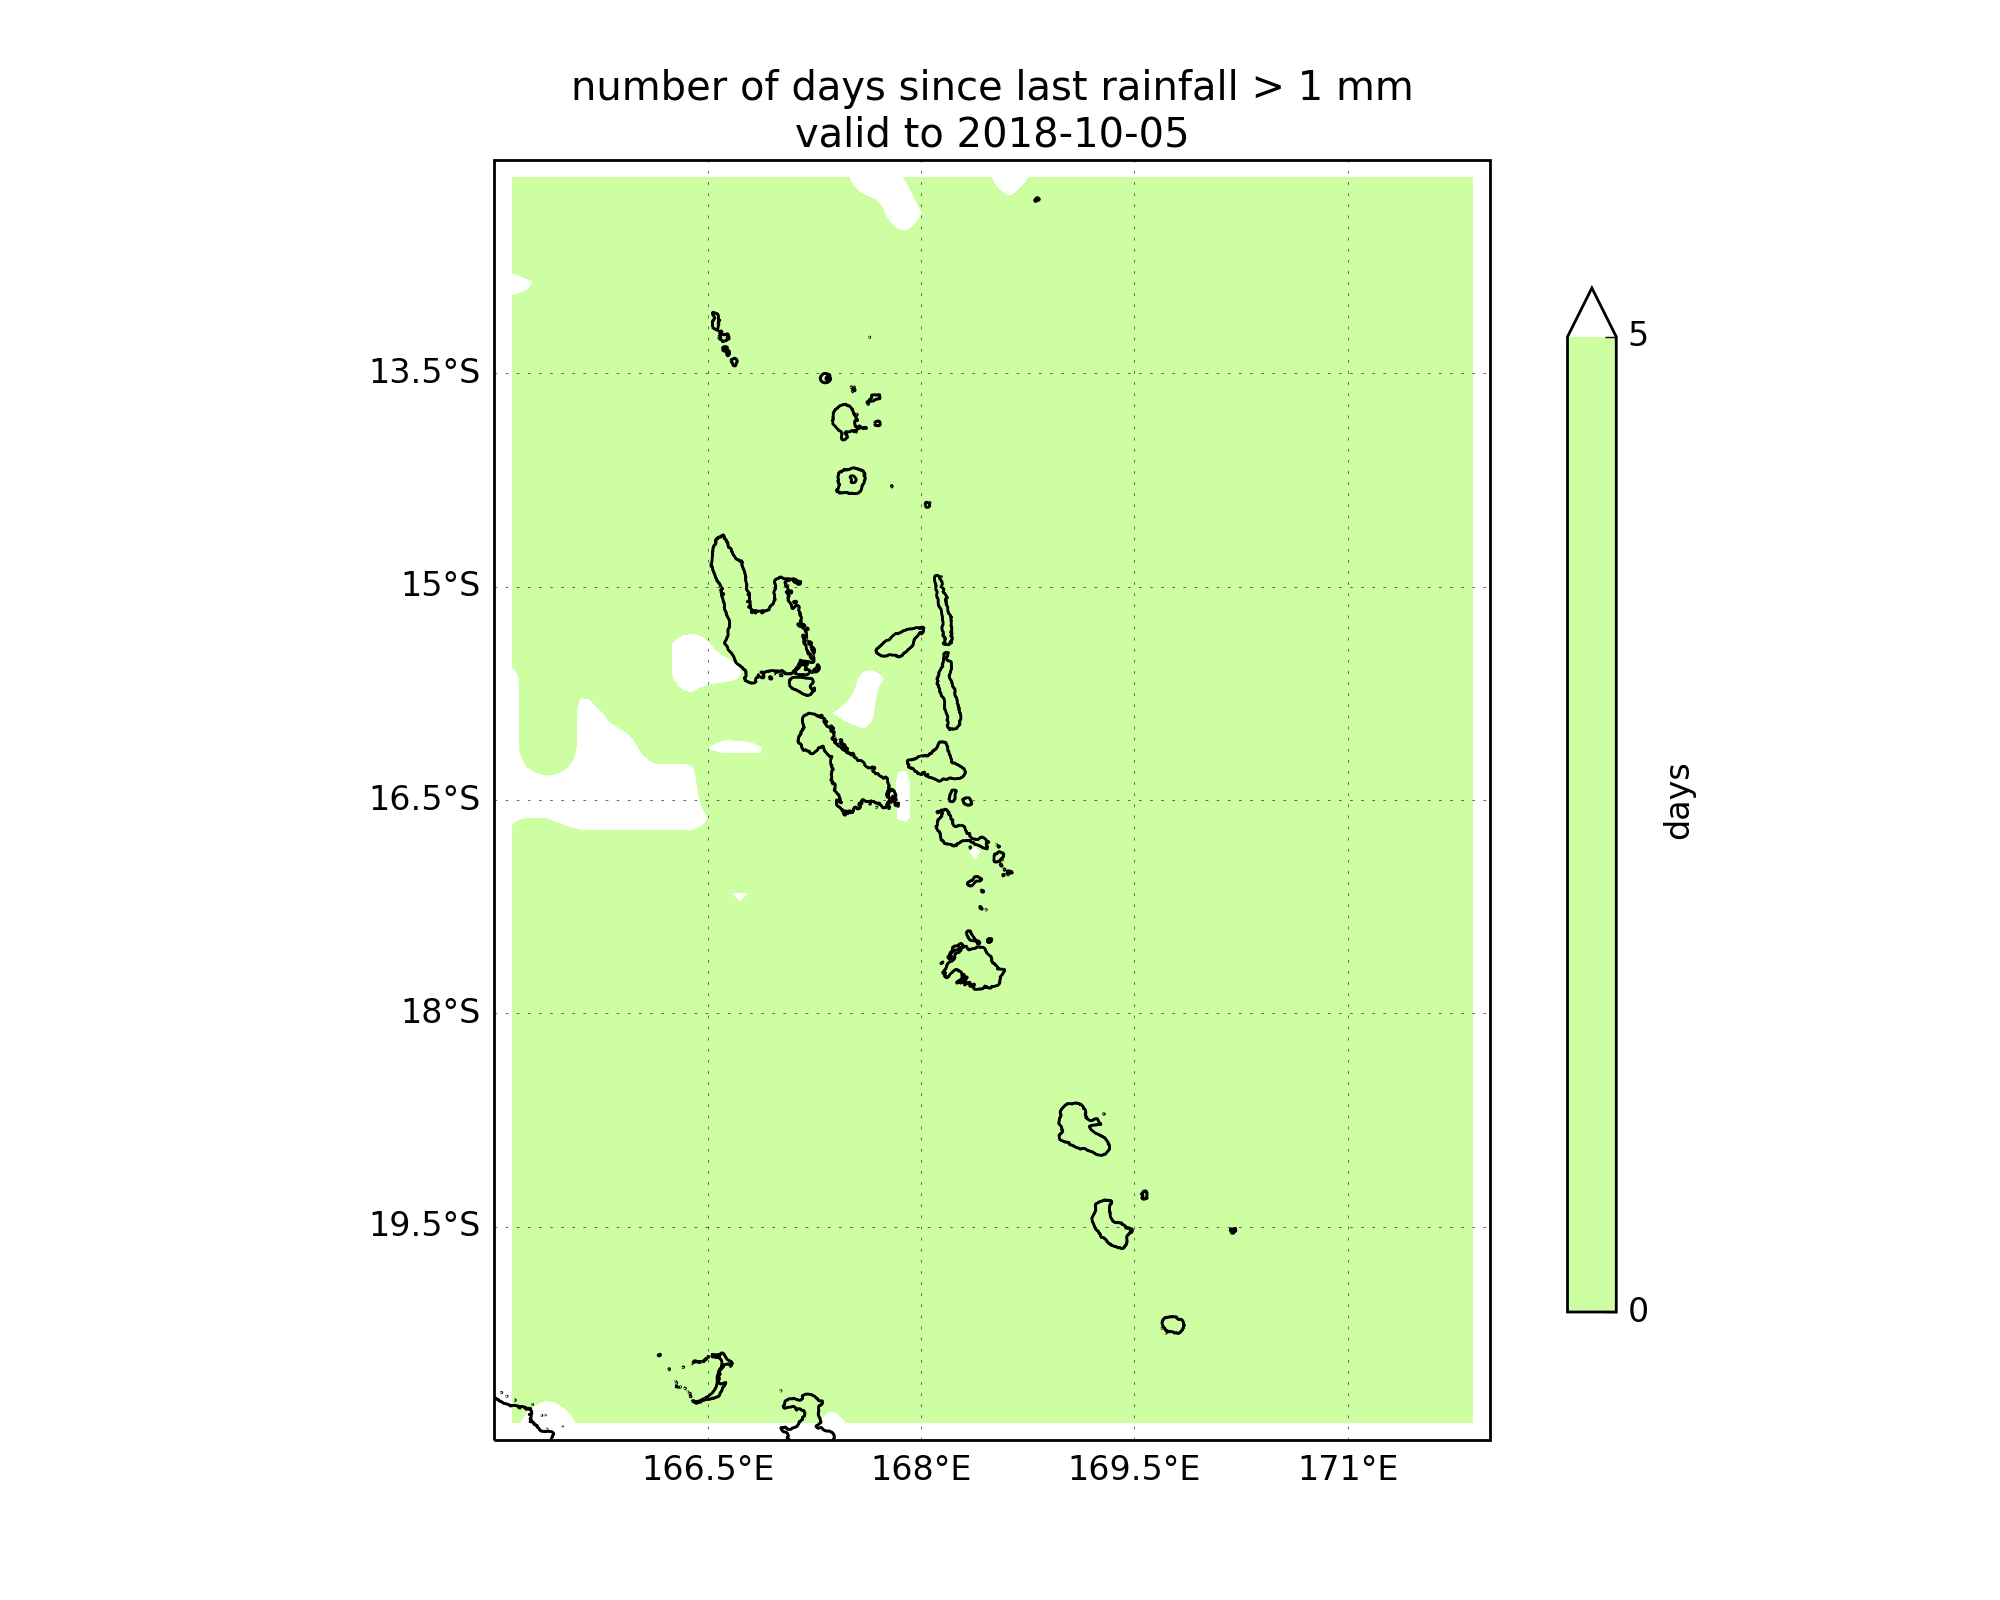 number of days since last rainfall > 1 mm
valid to 2018-10-05
13.5°S
15°S
16.5°S
18°S
19.5°S
166.5°E
168°E
169.5°E
171°E
5
0
days